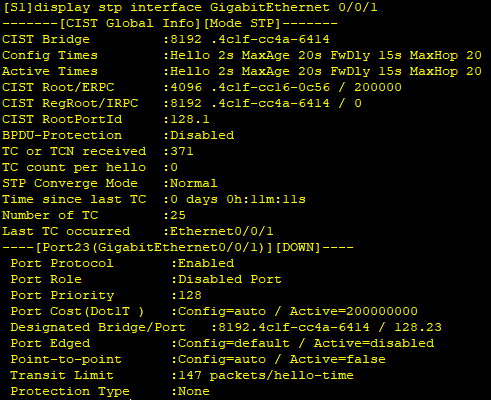 [S1]display stp interface GigabitEthernet 0/0/1
-------[CIST Global Info][Mode STP]-------
CIST Bridge         :8192 .4c1f-cc4a-6414
Config Times        :Hello 2s MaxAge 20s FwDly 15s MaxHop 20
Active Times        :Hello 2s MaxAge 20s FwDly 15s MaxHop 20
CIST Root/ERPC      :4096 .4c1f-cc16-0c56 / 200000
CIST RegRoot/IRPC   :8192 .4c1f-cc4a-6414 / 0
CIST RootPortId     :128.1
BPDU-Protection     :Disabled
TC or TCN received  :371
TC count per hello  :0
STP Converge Mode   :Normal
Time since last TC  :0 days 0h:11m:11s
Number of TC        :25
Last TC occurred    :Ethernet0/0/1
----[Port23(GigabitEthernet0/0/1)][DOWN]----
 Port Protocol       :Enabled
 Port Role           :Disabled Port
 Port Priority       :128
 Port Cost(Dot1T )   :Config=auto / Active=200000000
 Designated Bridge/Port   :8192.4c1f-cc4a-6414 / 128.23
 Port Edged          :Config=default / Active=disabled
 Point-to-point      :Config=auto / Active=false
 Transit Limit       :147 packets/hello-time
 Protection Type     :None